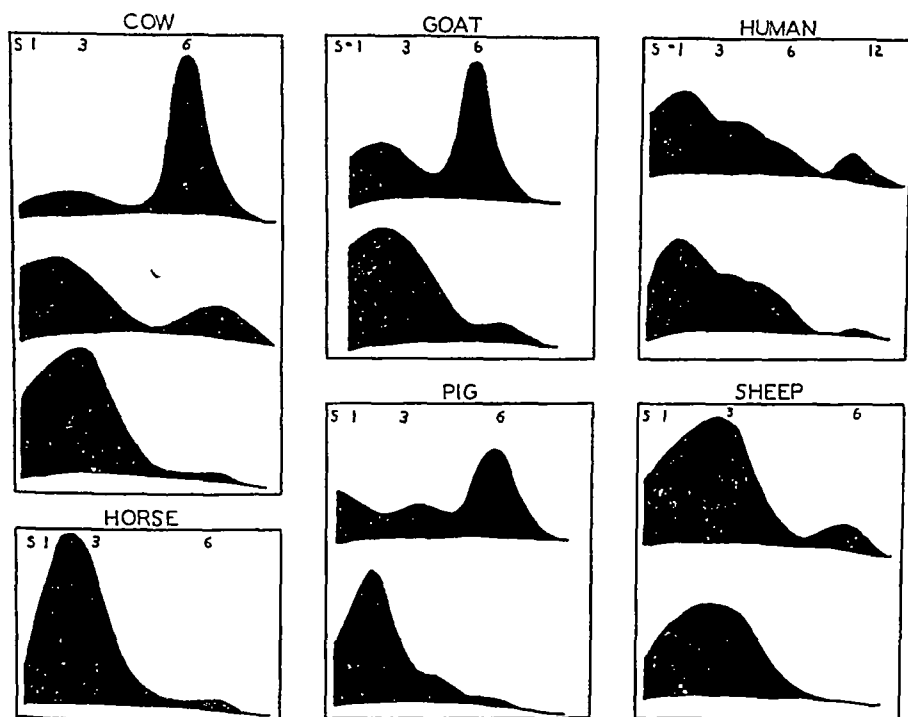 COW
S 1 3 6
GOAT
S-1 3 6
HUMAN
S-1 3 6 12
PIG
S 1 3 6
SHEEP
S 1 3 6
HORSE
S 1 3 6